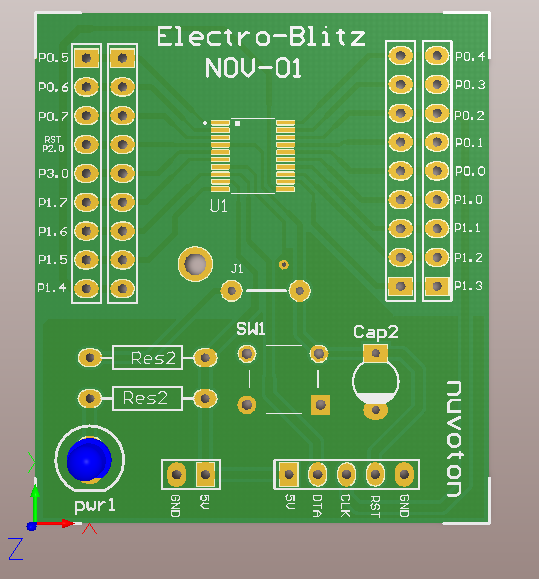 Electro-Blitz
NOV-01
P0.5
P0.6
P0.7
RST
P2.0
P3.0
P1.7
P1.6
P1.5
P1.4
P0.4
P0.3
P0.2
P0.1
P0.0
P1.0
P1.1
P1.2
P1.3
U1
J1
SW1
Cap2
Res2
Res2
nuvoton
pwr1
GND
5V
5V
DTA
CLK
RST
GND
X
Z